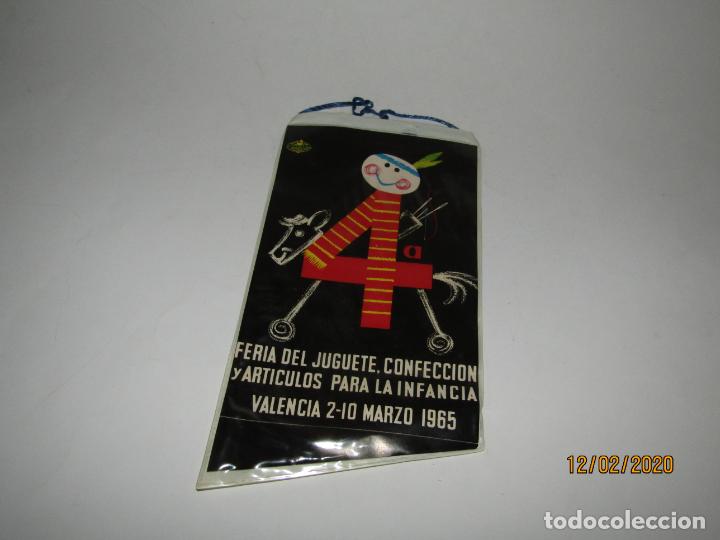 4ª
FERIA DEL JUGUETE, CONFECCION
y ARTICULOS PARA LA INFANCIA
VALENCIA 2-10 MARZO 1965
12/02/2020
todocoleccion